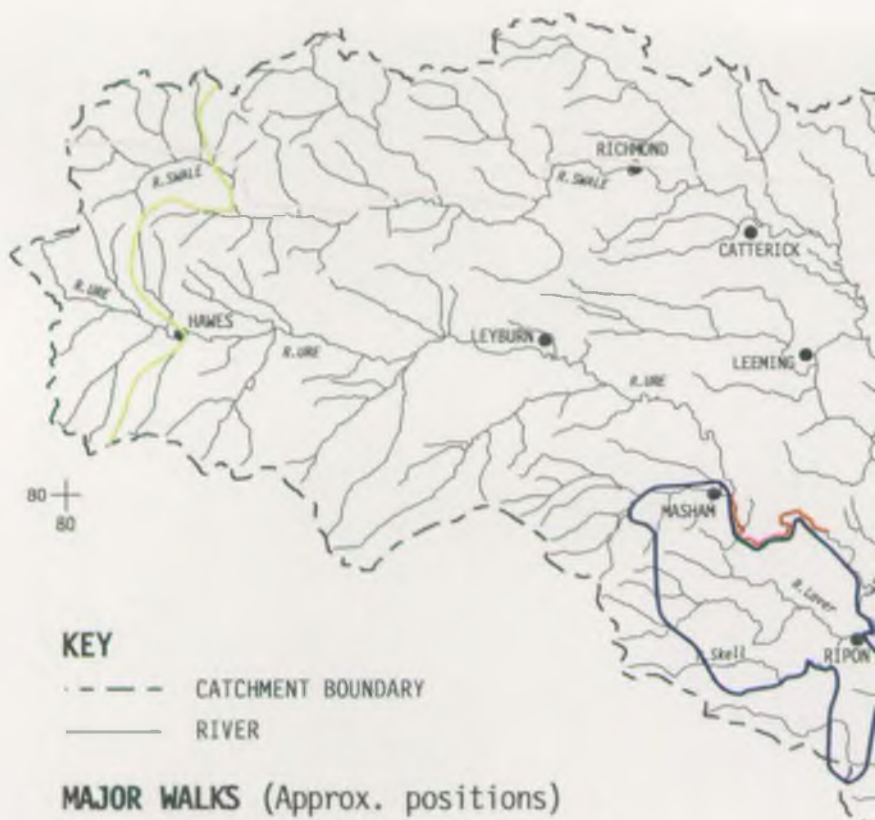 RICHMOND
R.SWALE
R.SWALE
CATTERICK
R.URE
HAWES
LEYBURN
R.URE
LEEMING
R.URE
80
MASHAM
80
R.Laver
KEY
Skell
RIPON
CATCHMENT BOUNDARY
RIVER
MAJOR WALKS (Approx. positions)